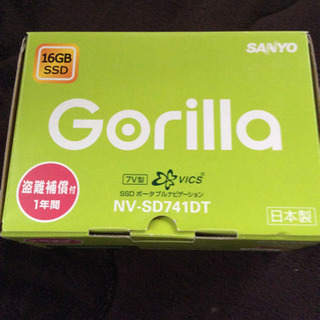 16GB
SSD
SANYO
Gorilla
盗難補償付
1年間
7V型
VICS
SSD ポータブルナビゲーション
NV-SD741DT
日本製